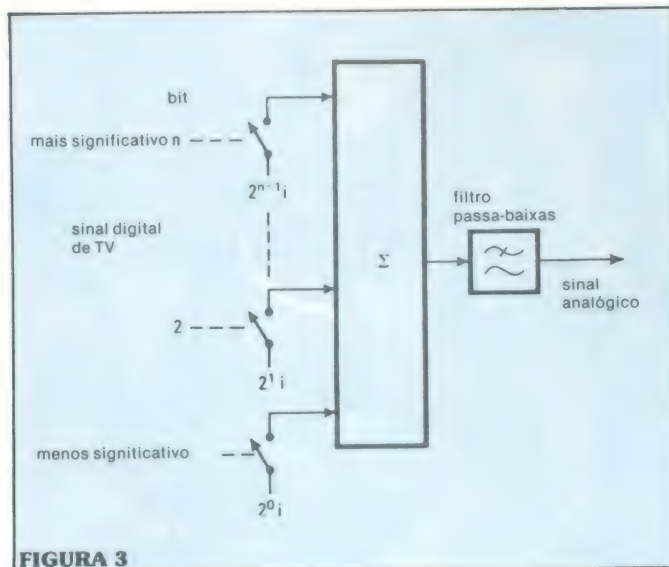 bit
mais significativo n
2ⁿ⁻¹i
sinal digital
de TV
Σ
filtro
passa-baixas
sinal
analógico
2
2¹i
menos signiticativo
2⁰i
FIGURA 3